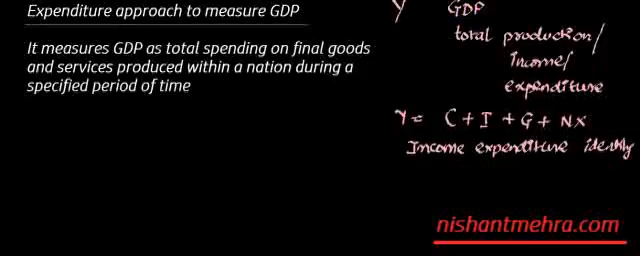 Expenditure approach to measure GDP
It measures GDP as total spending on final goods
and services produced within a nation during a
specified period of time
Y GDP
total production/
income/
expenditure
Y = C + I + G + NX
Income expenditure identity
nishantmehra.com